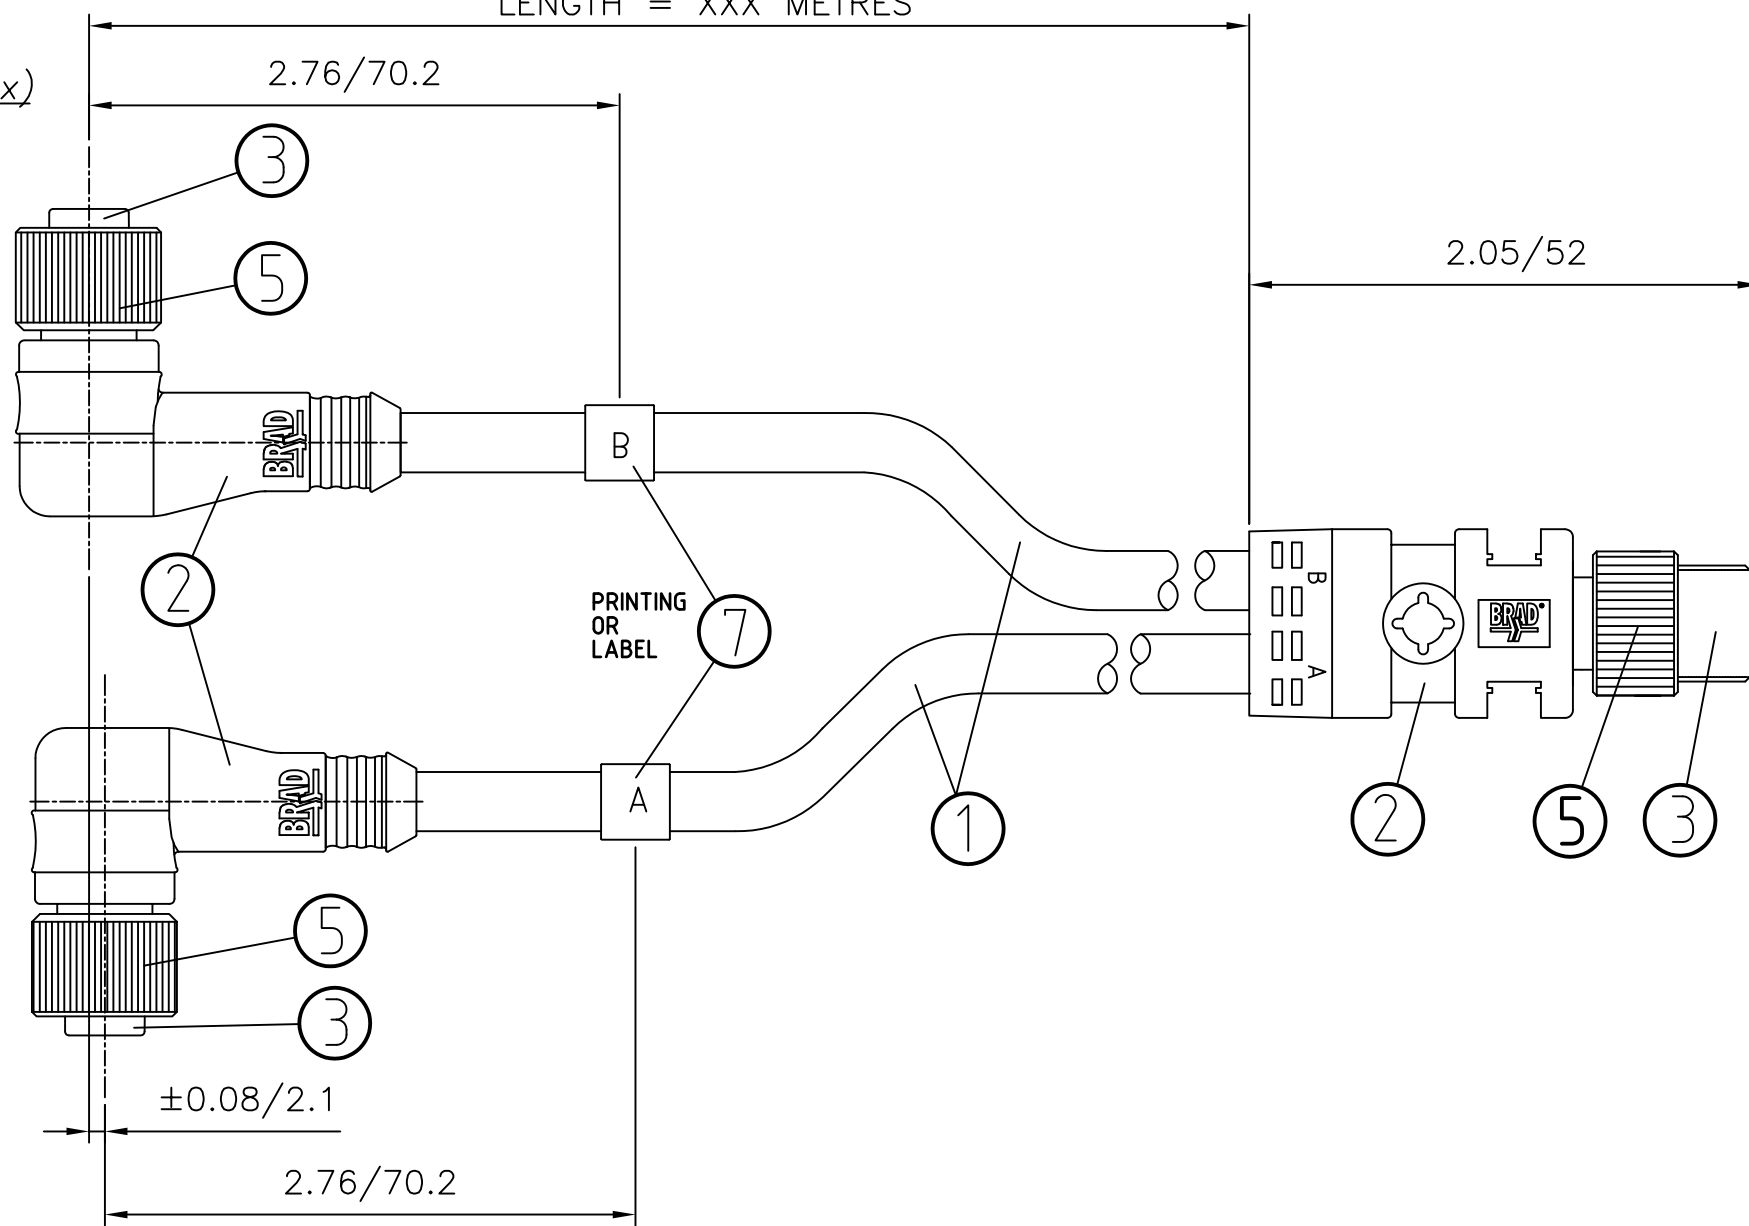 LENGTH = XXX METRES
x)
2.76/70.2
3
5
2.05/52
BRAD
B
2
PRINTING
OR
LABEL
7
B
A
BRAD
BRAD
A
1
2
5
3
5
3
±0.08/2.1
2.76/70.2